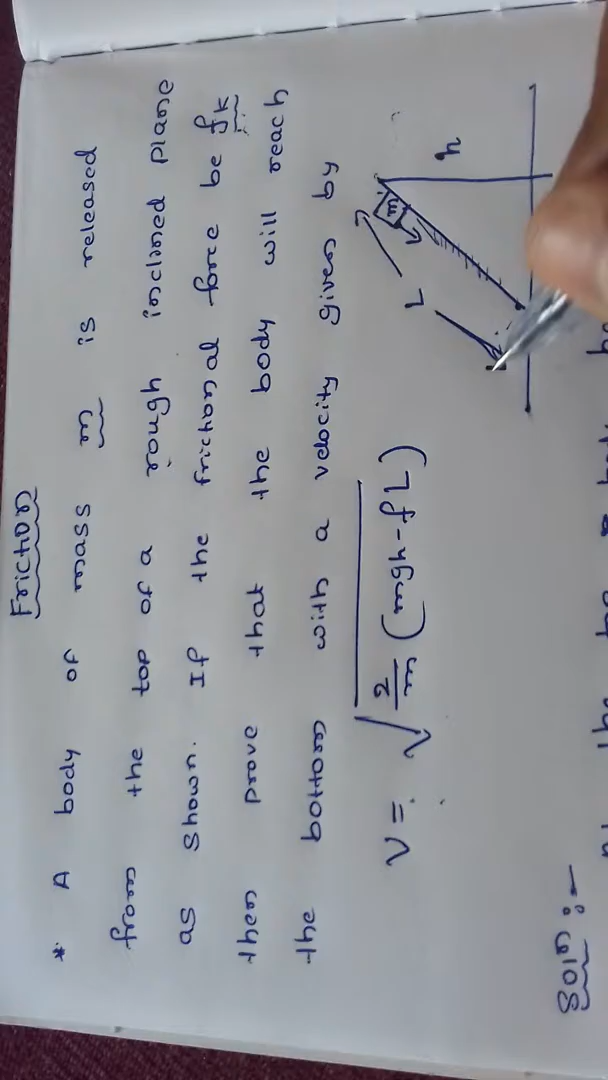 Friction
* A body of mass m is released
from the top of a rough inclined plane
as shown. If the frictional force be fk
then prove that the body will reach
the bottom with a velocity given by
v = √ 2/m (mgh - fL)
m
h
L
Soln :-